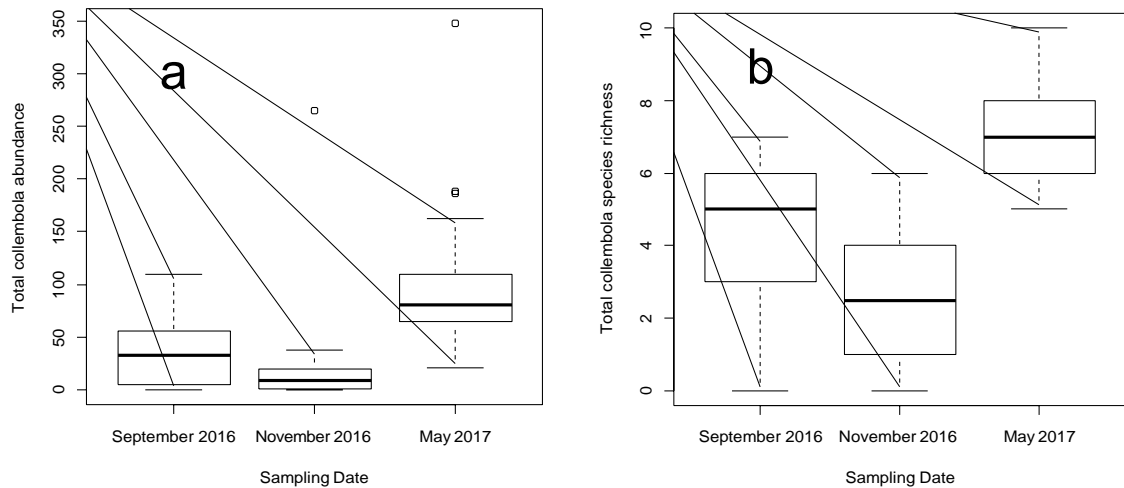 a
Total collembola abundance
350
300
250
200
150
100
50
0
September 2016 November 2016 May 2017
Sampling Date
b
Total collembola species richness
10
8
6
4
2
0
September 2016 November 2016 May 2017
Sampling Date